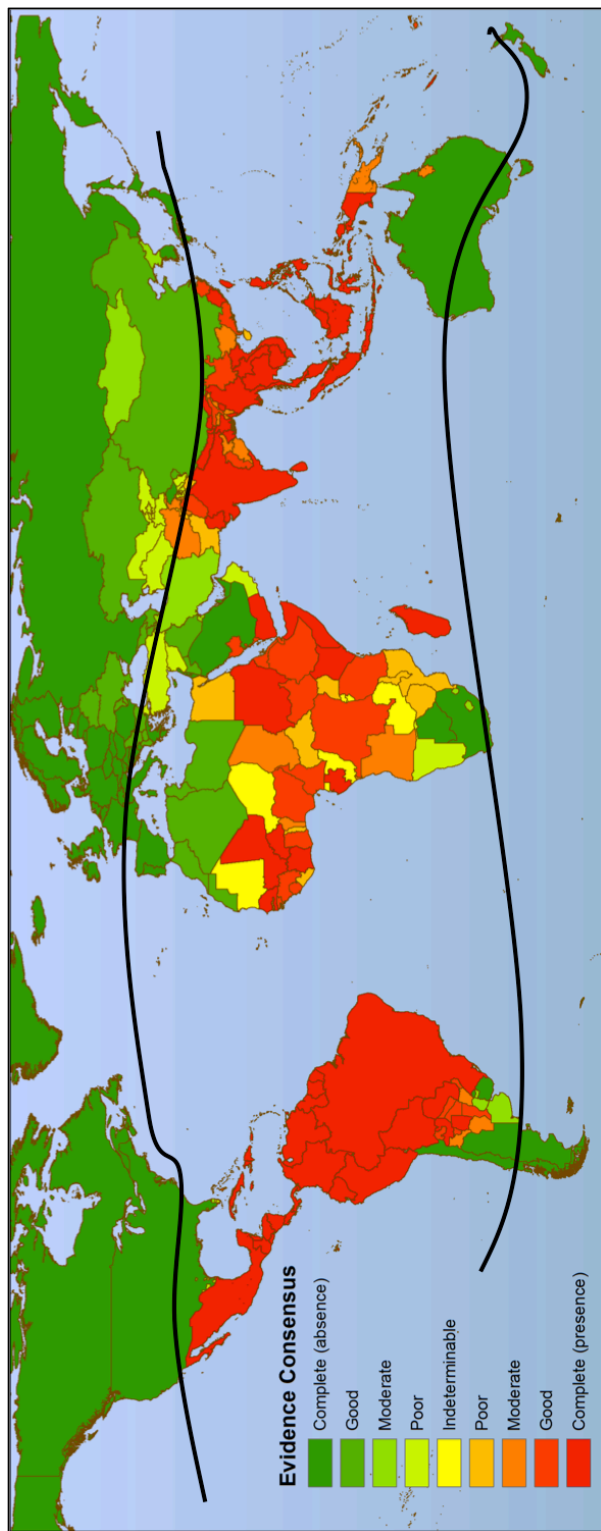 Evidence Consensus
Complete (absence)
Good
Moderate
Poor
Indeterminable
Poor
Moderate
Good
Complete (presence)